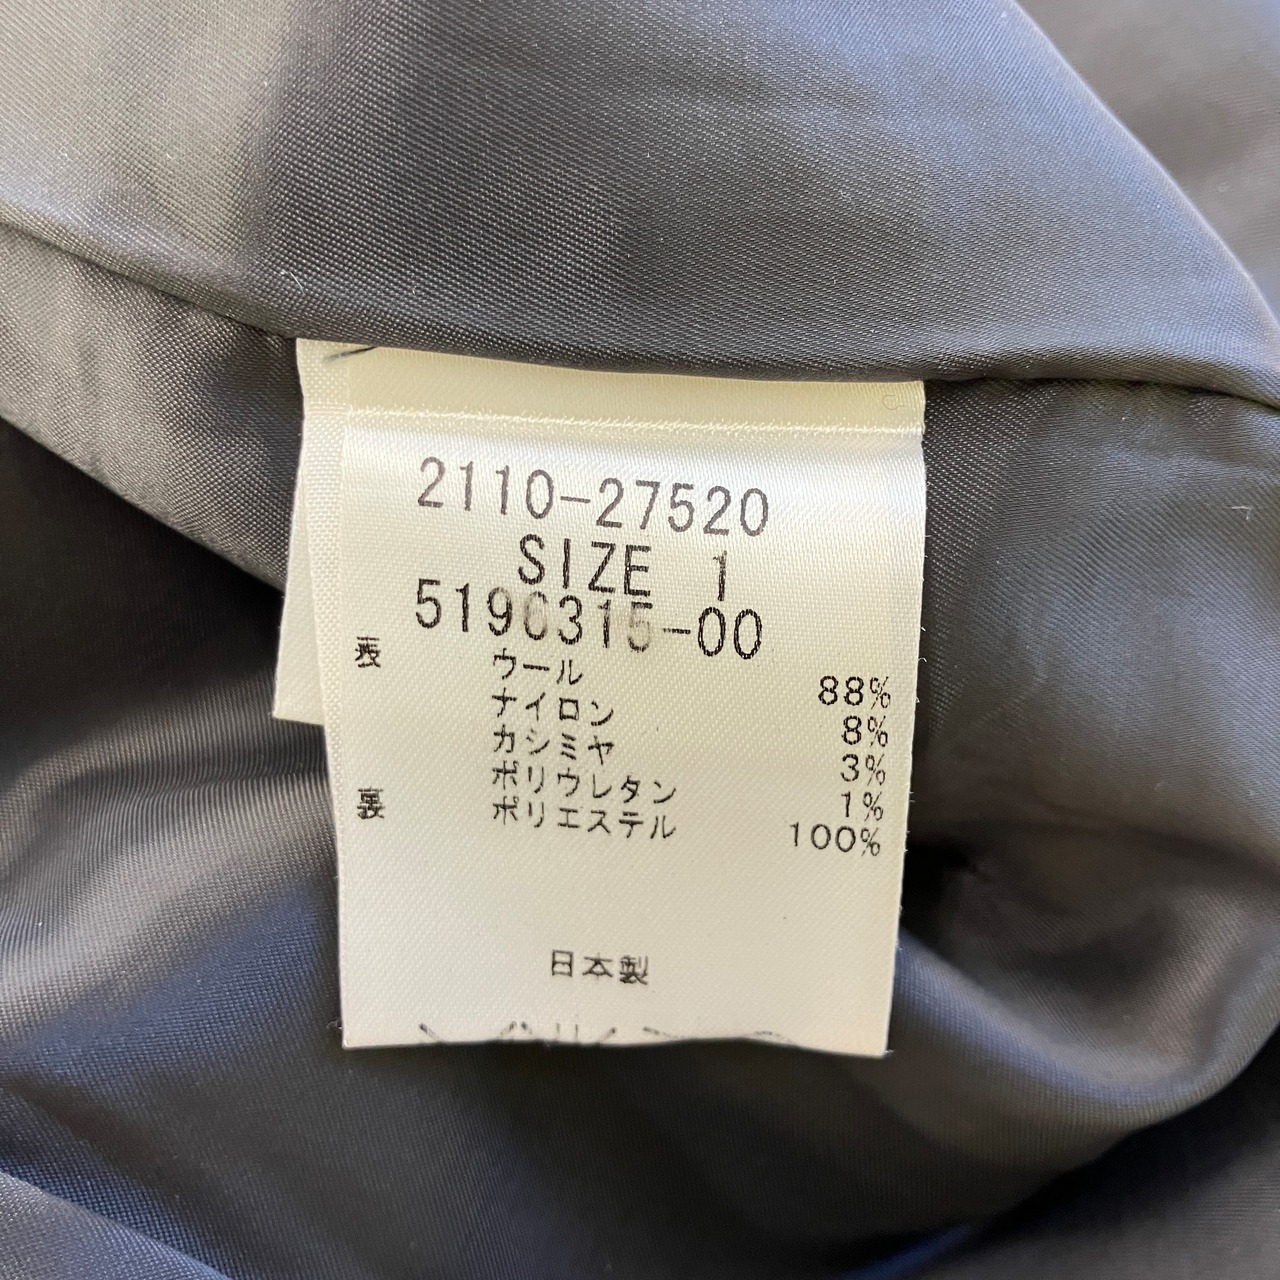 2110-27520
SIZE 1
5190315-00
表 ウール 88%
ナイロン 8%
カシミヤ 3%
ポリウレタン 1%
裏 ポリエステル 100%
日本製